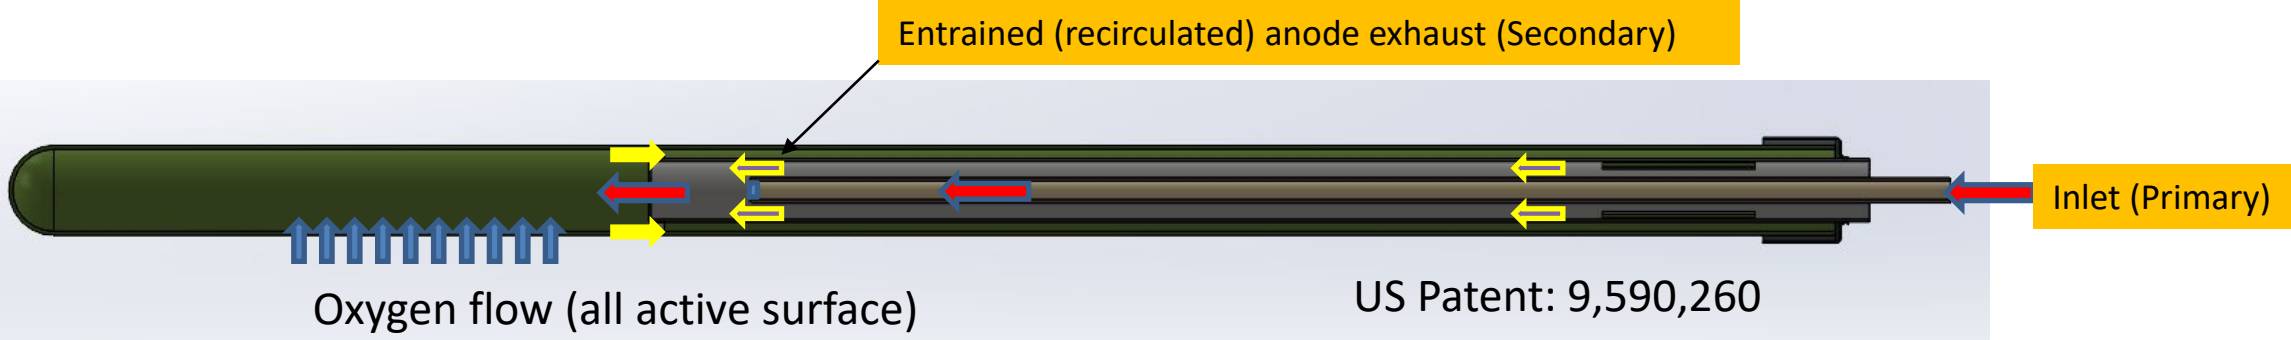 Entrained (recirculated) anode exhaust (Secondary)
Inlet (Primary)
Oxygen flow (all active surface)
US Patent: 9,590,260